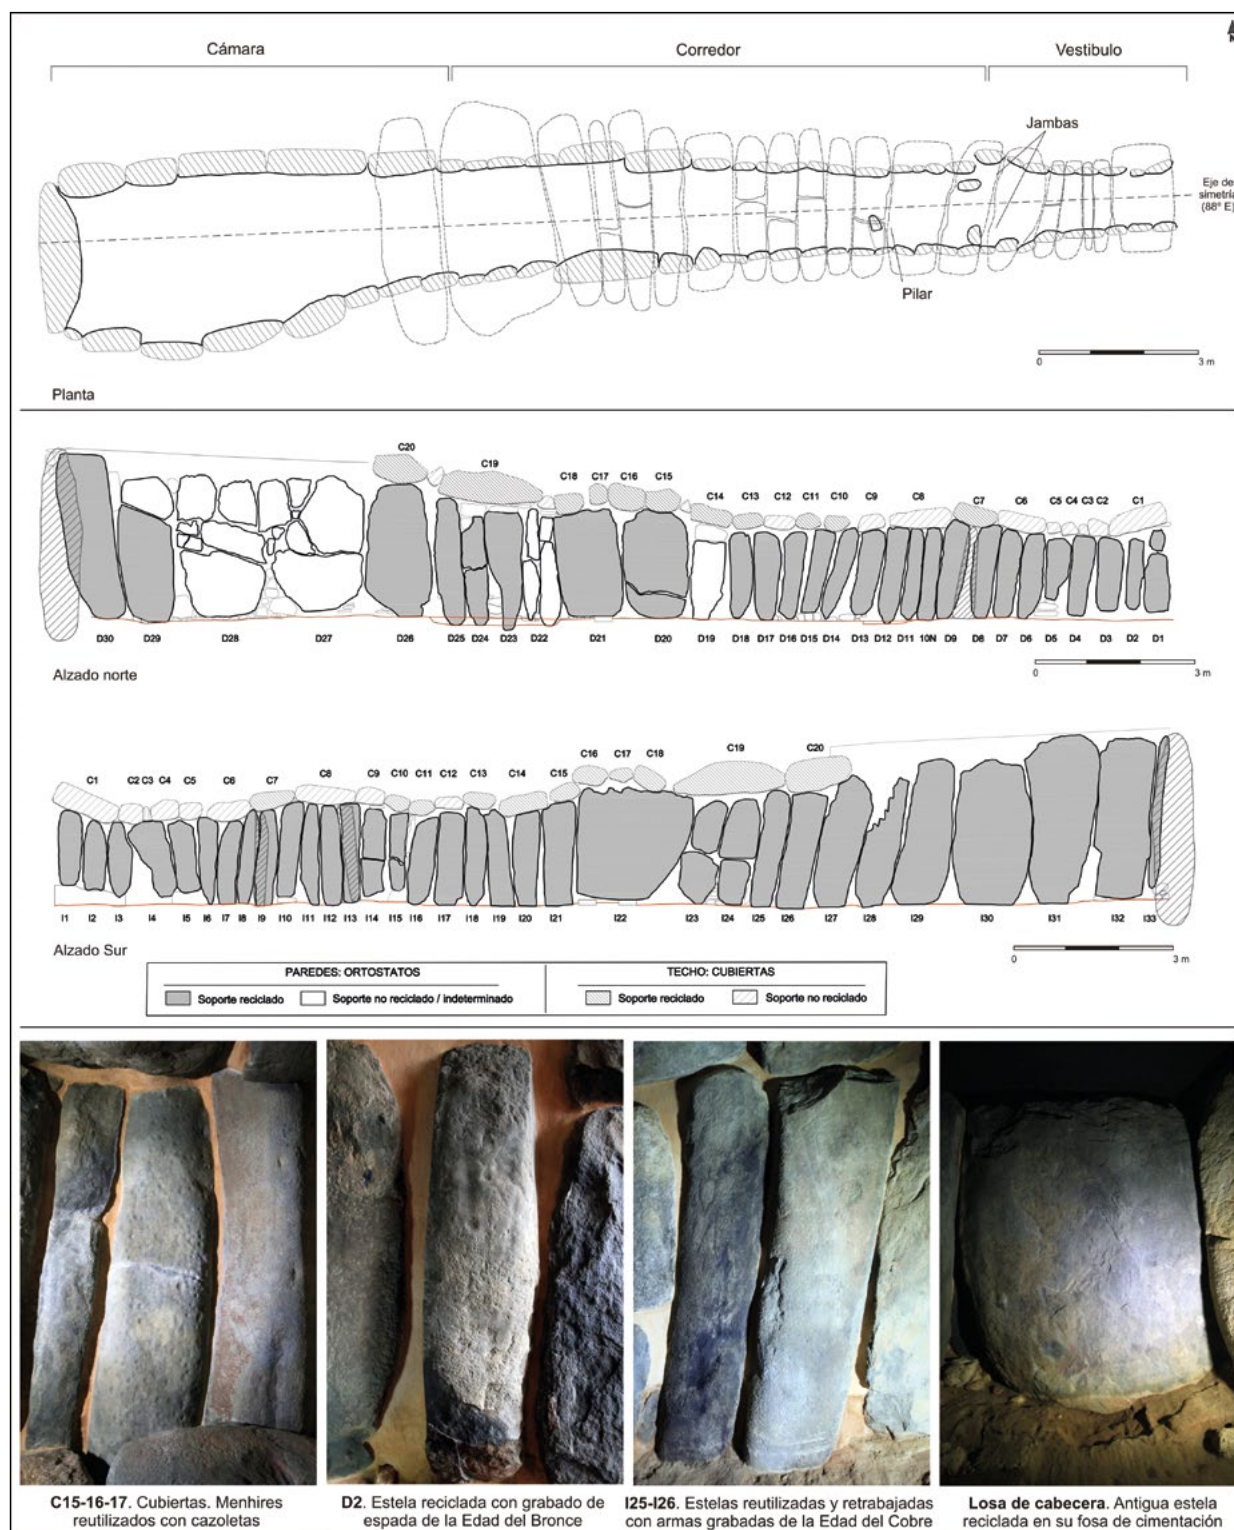 N
Cámara Corredor Vestibulo
Jambas
Eje de
simetría
(88º E)
Pilar
0 3 m
Planta
C20 C19 C18 C17 C16 C15 C14 C13 C12 C11 C10 C9 C8 C7 C6 C5 C4 C3 C2 C1
D30 D29 D28 D27 D26 D25 D24 D23 D22 D21 D20 D19 D18 D17 D16 D15 D14 D13 D12 D11 10N D9 D8 D7 D6 D5 D4 D3 D2 D1
0 3 m
Alzado norte
C1 C2 C3 C4 C5 C6 C7 C8 C9 C10 C11 C12 C13 C14 C15 C16 C17 C18 C19 C20
I1 I2 I3 I4 I5 I6 I7 I8 I9 I10 I11 I12 I13 I14 I15 I16 I17 I18 I19 I20 I21 I22 I23 I24 I25 I26 I27 I28 I29 I30 I31 I32 I33
0 3 m
Alzado Sur
PAREDES: ORTOSTATOS TECHO: CUBIERTAS
Soporte reciclado Soporte no reciclado / indeterminado Soporte reciclado Soporte no reciclado
C15-16-17. Cubiertas. Menhires
reutilizados con cazoletas
D2. Estela reciclada con grabado de
espada de la Edad del Bronce
I25-I26. Estelas reutilizadas y retrabajadas
con armas grabadas de la Edad del Cobre
Losa de cabecera. Antigua estela
reciclada en su fosa de cimentación